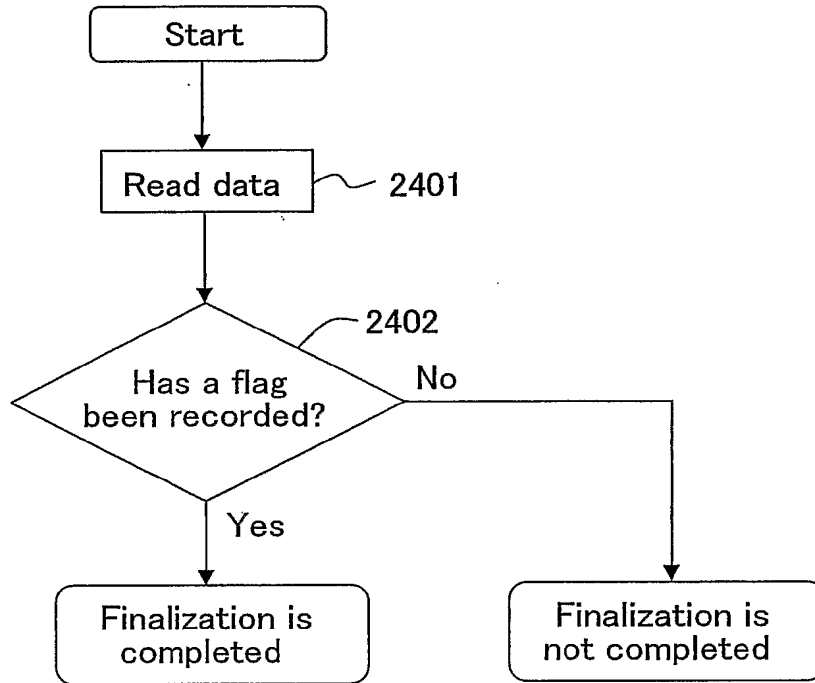 Start
Read data
2401
2402
Has a flag
been recorded?
No
Yes
Finalization is
completed
Finalization is
not completed